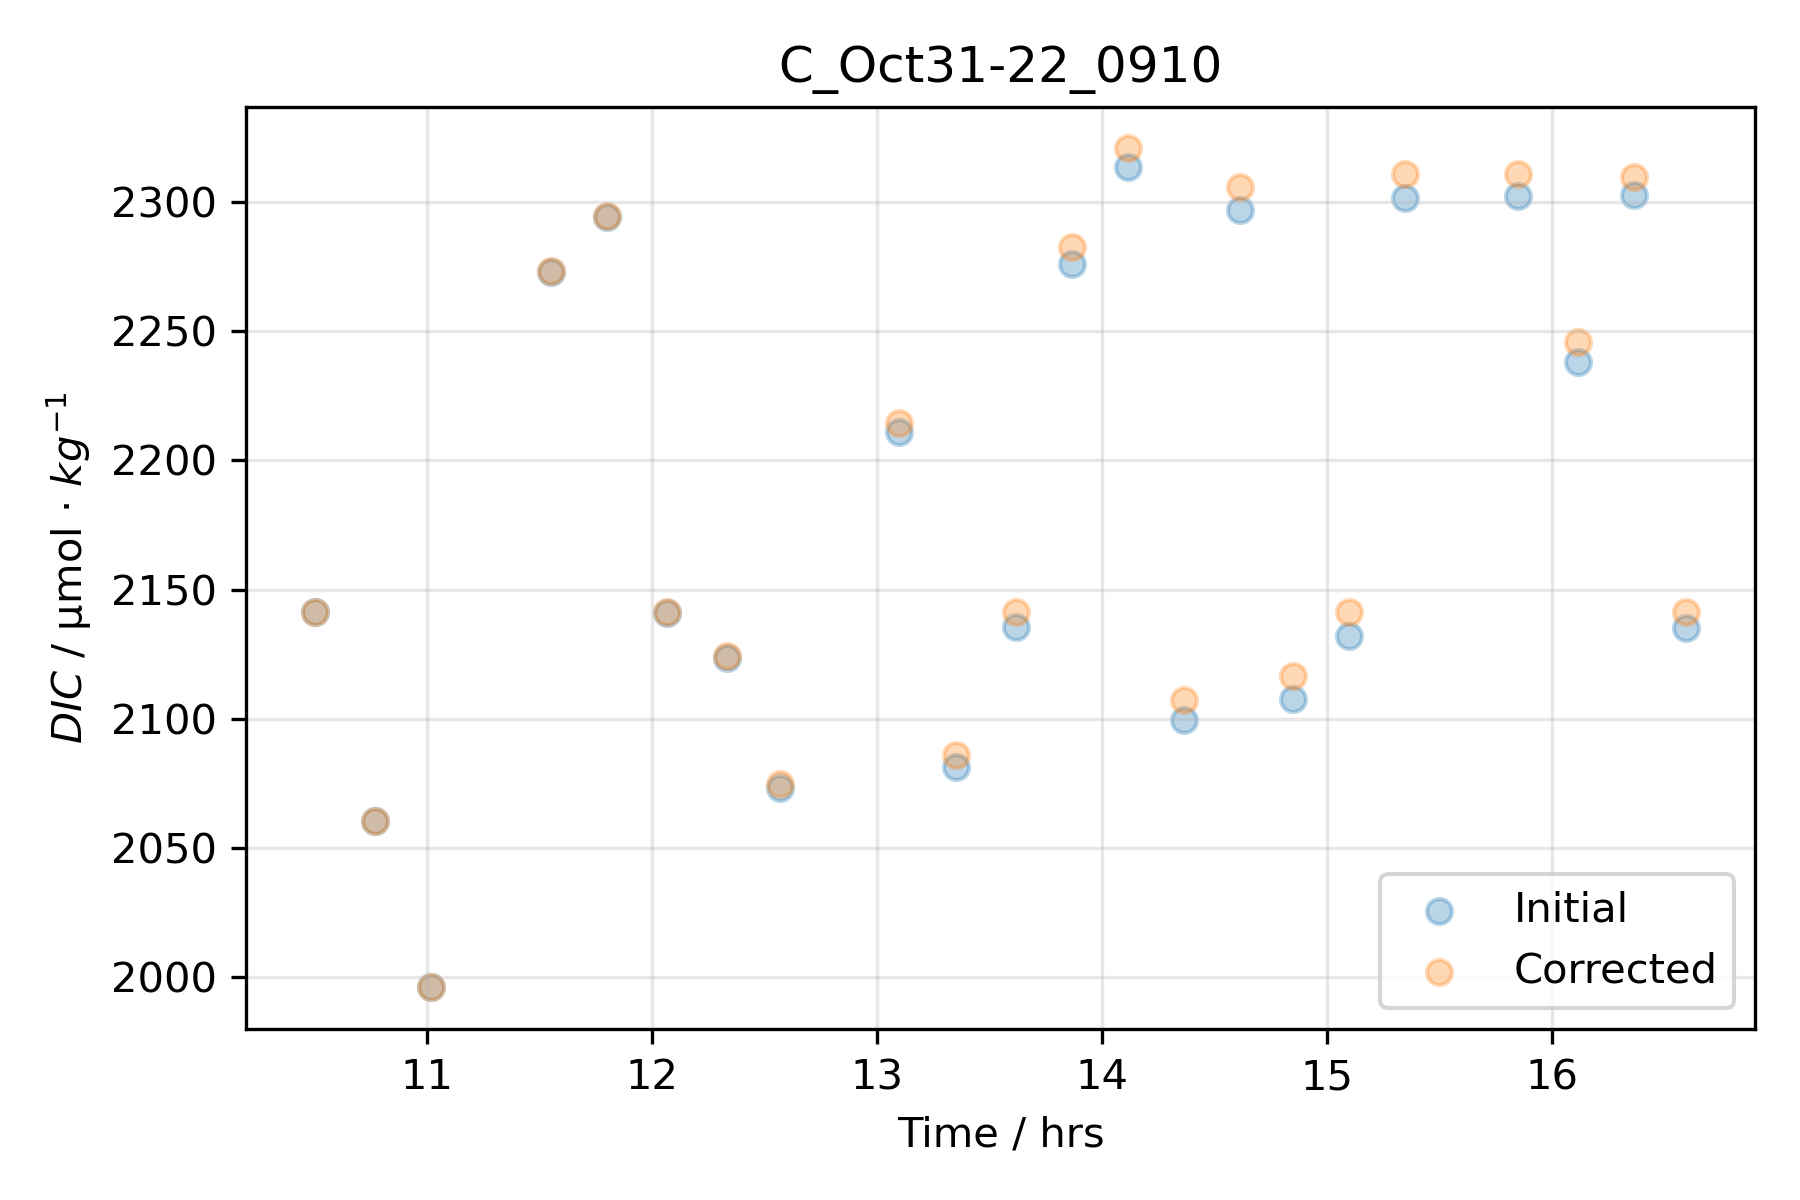 C_Oct31-22_0910
DIC / µmol · kg⁻¹
2300
2250
2200
2150
2100
2050
2000
11 12 13 14 15 16
Time / hrs
Initial
Corrected